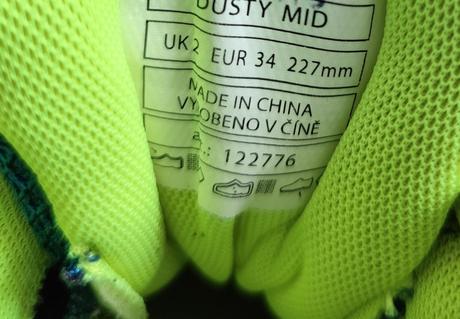 DUSTY MID
UK 2 EUR 34 227mm
MADE IN CHINA
VYROBENO V ČÍNĚ
122776